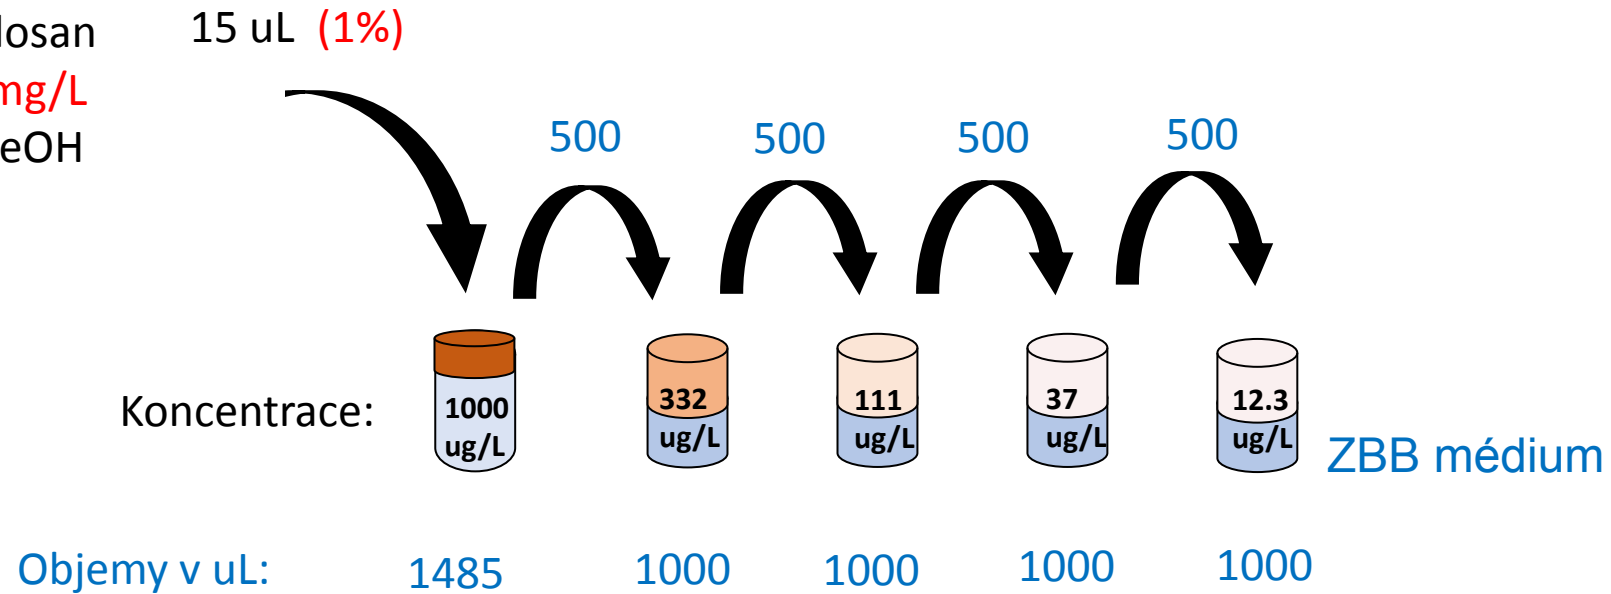 losan 15 uL (1%)
mg/L
eOH
500 500 500 500
Koncentrace:
1000 ug/L
332 ug/L
111 ug/L
37 ug/L
12.3 ug/L
ZBB médium
Objemy v uL: 1485 1000 1000 1000 1000